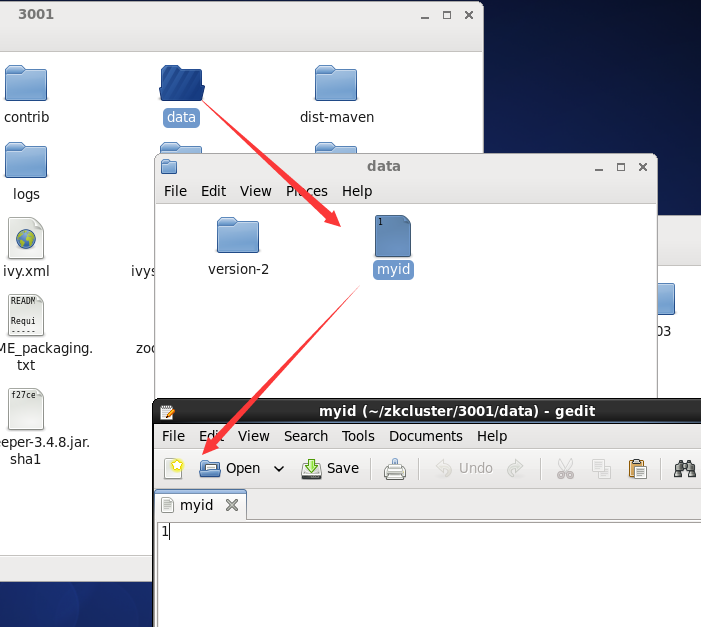 3001
contrib
data
dist-maven
logs
ivy.xml
ivys
READM
Requi
-----
ME_packaging.
txt
zoo
f27ce
eeper-3.4.8.jar.
sha1
data
File Edit View Places Help
version-2
1
myid
03
myid (~/zkcluster/3001/data) - gedit
File Edit View Search Tools Documents Help
Open Save Undo
myid
1